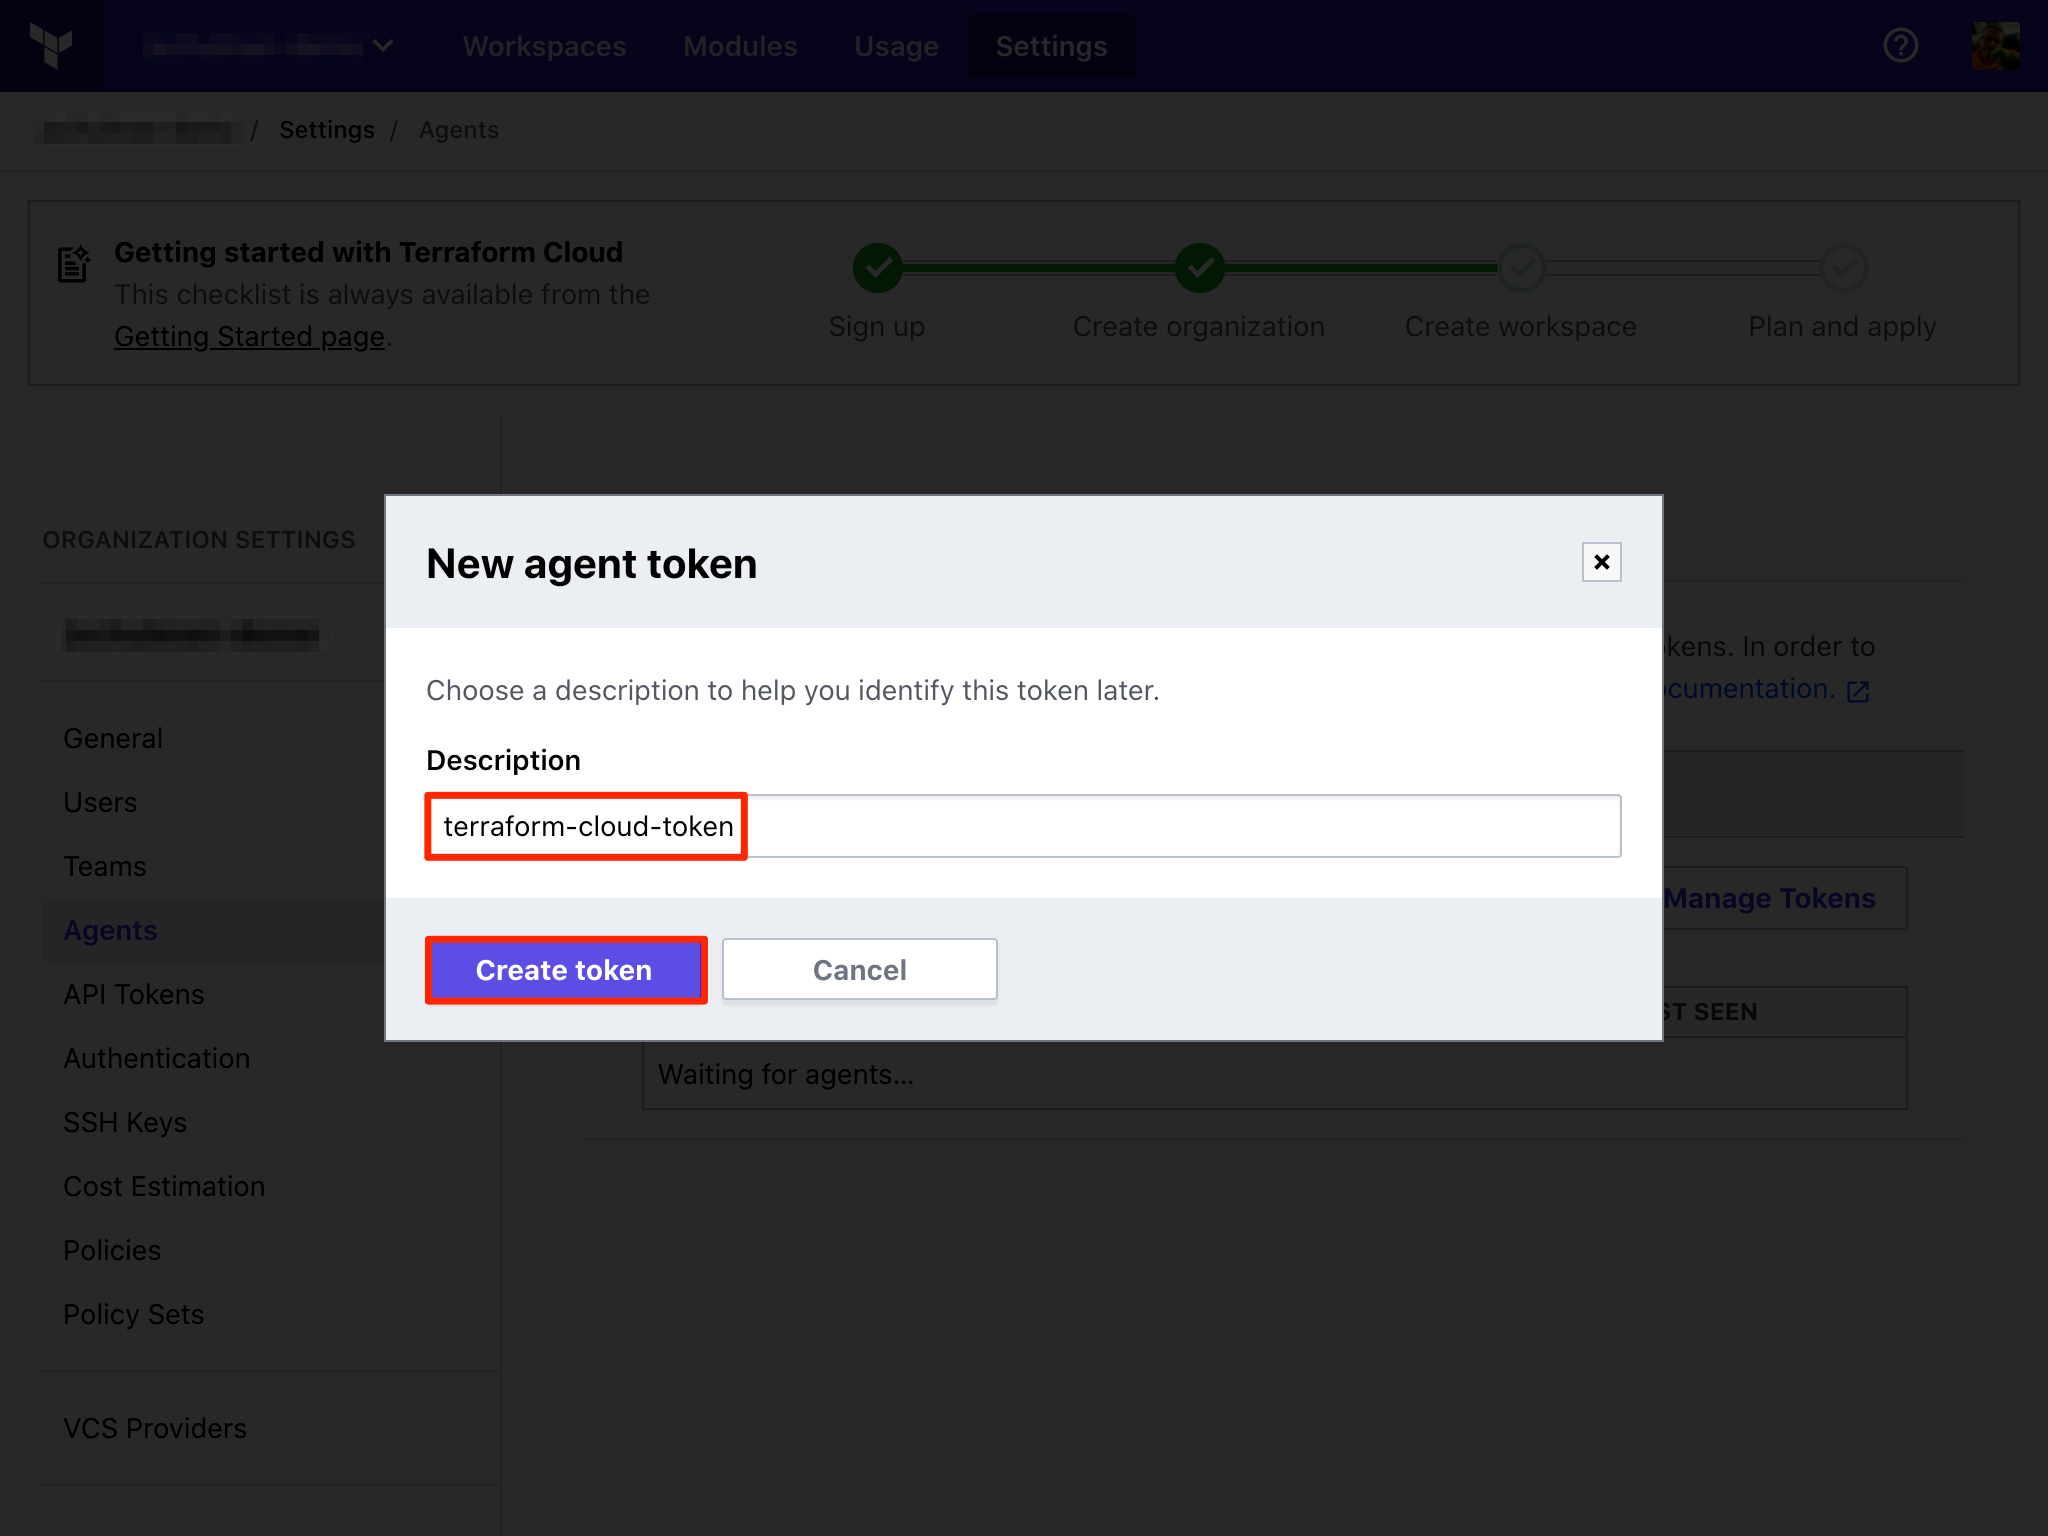 Workspaces Modules Usage Settings
/ Settings / Agents
Getting started with Terraform Cloud
This checklist is always available from the
Getting Started page.
Sign up Create organization Create workspace Plan and apply
ORGANIZATION SETTINGS
General
Users
Teams
Agents
API Tokens
Authentication
SSH Keys
Cost Estimation
Policies
Policy Sets
VCS Providers
New agent token
Choose a description to help you identify this token later.
Description
terraform-cloud-token
Create token Cancel
kens. In order to
ocumentation.
Manage Tokens
ST SEEN
Waiting for agents...